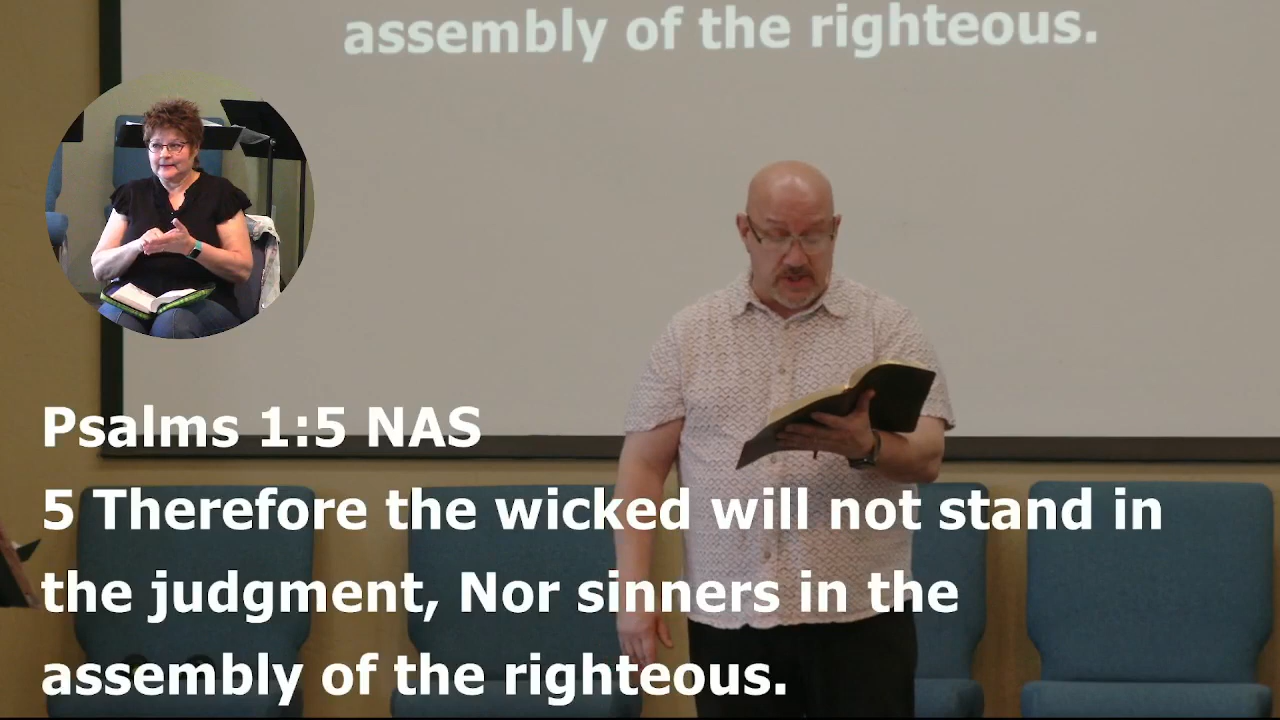 assembly of the righteous.
Psalms 1:5 NAS
5 Therefore the wicked will not stand in
the judgment, Nor sinners in the
assembly of the righteous.